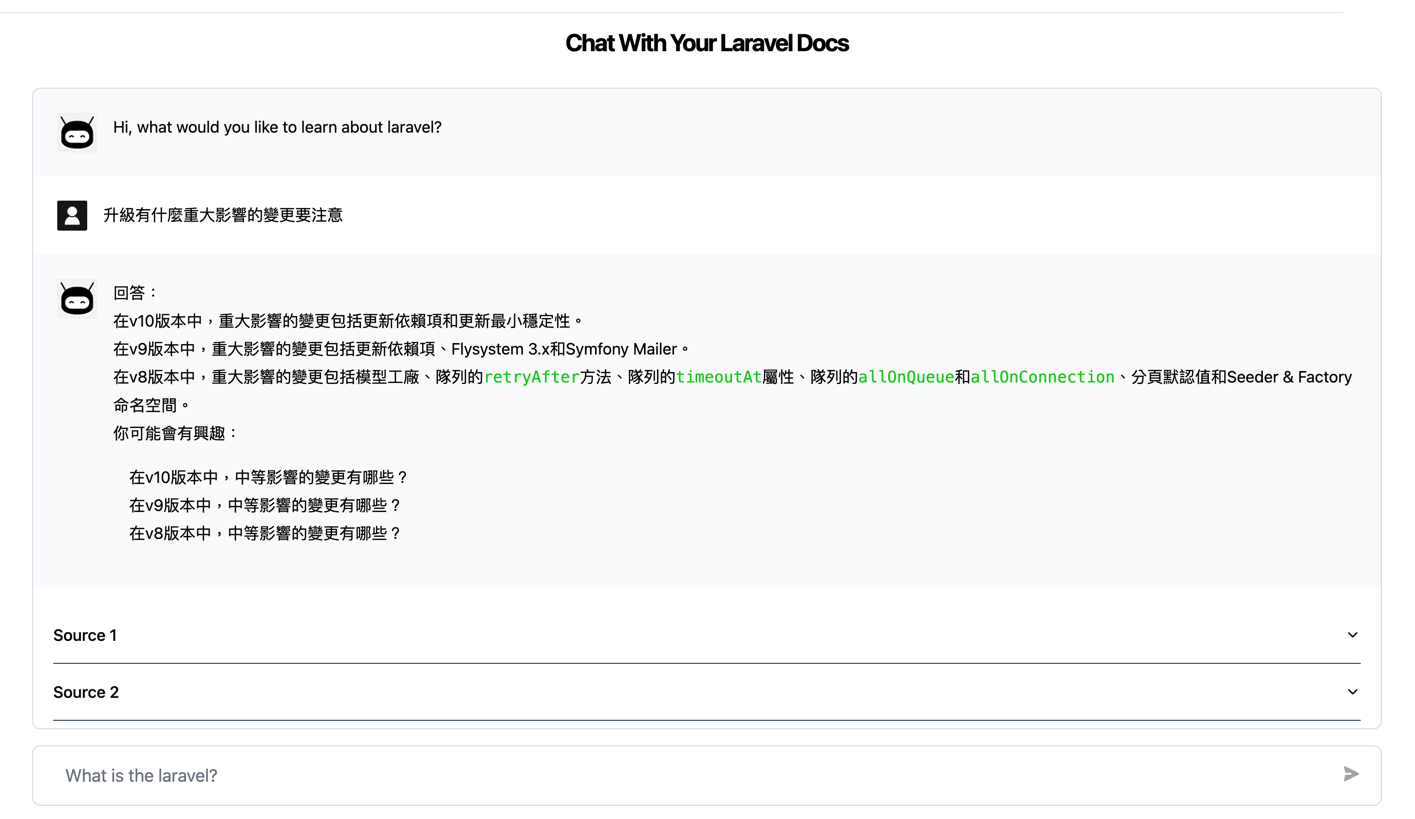 Chat With Your Laravel Docs
Hi, what would you like to learn about laravel?
升級有什麼重大影響的變更要注意
回答：
在v10版本中，重大影響的變更包括更新依賴項和更新最小穩定性。
在v9版本中，重大影響的變更包括更新依賴項、Flysystem 3.x和Symfony Mailer。
在v8版本中，重大影響的變更包括模型工廠、隊列的retryAfter方法、隊列的timeoutAt屬性、隊列的allOnQueue和allOnConnection、分頁默認值和Seeder & Factory
命名空間。
你可能會有興趣：
在v10版本中，中等影響的變更有哪些？
在v9版本中，中等影響的變更有哪些？
在v8版本中，中等影響的變更有哪些？
Source 1
Source 2
What is the laravel?